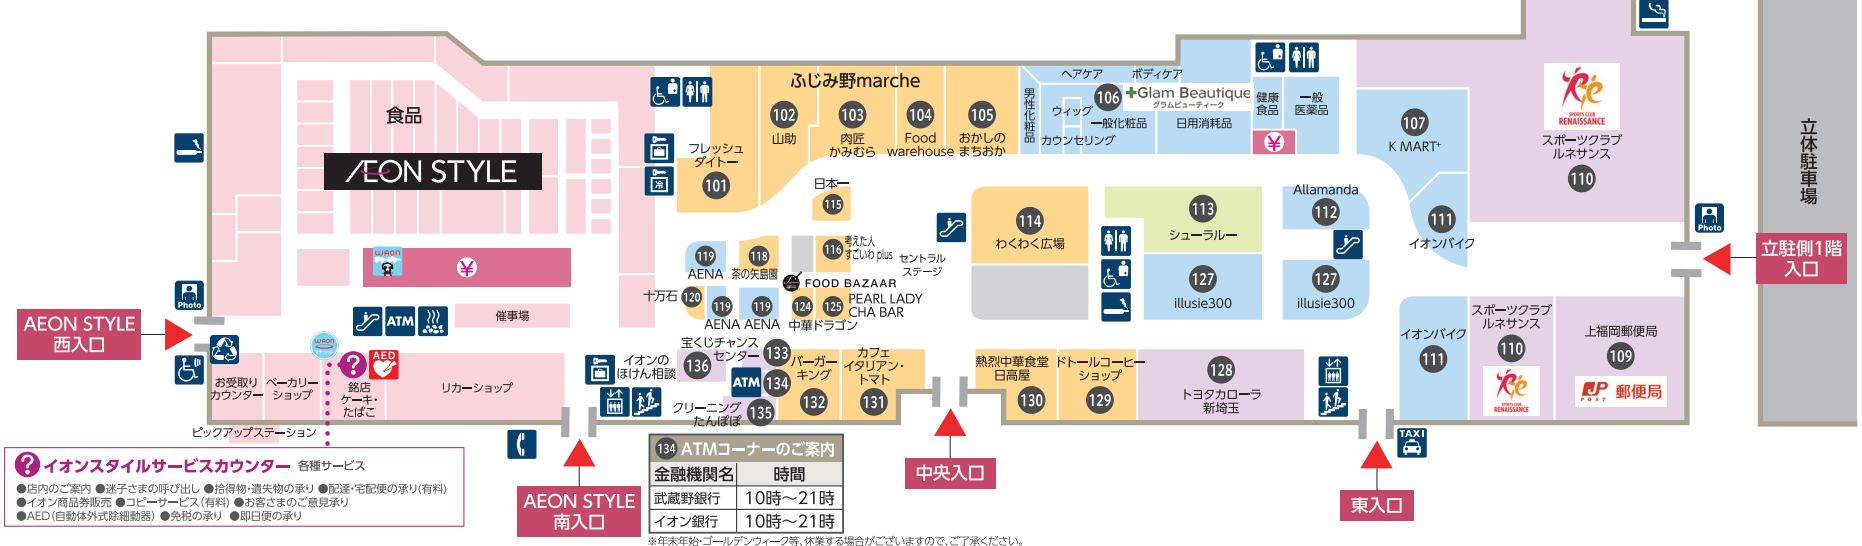 食品
AEON STYLE
WAON
¥
催事場
Photo
AEON STYLE
西入口
ATM
WAON
?
AED
お受取り
カウンター
ベーカリー
ショップ
銘店
ケーキ・
たばこ
リカーショップ
ピックアップステーション
? イオンスタイルサービスカウンター 各種サービス
●店内のご案内 ●迷子さまの呼び出し ●拾得物・遺失物の承り ●配達・宅配便の承り(有料)
●イオン商品券販売 ●コピーサービス(有料) ●お客さまのご意見承り
●AED(自動体外式除細動器) ●免税の承り ●即日便の承り
AEON STYLE
南入口
冷
ふじみ野marche
フレッシュ
ダイトー
101
102
山助
103
肉匠
かみむら
104
Food
warehouse
105
おかしの
まちおか
日本一
115
116
考えた人
すごいわ plus
119
AENA
118
茶の矢島園
FOOD BAZAAR
十万石
120
119
AENA
119
AENA
124
中華ドラゴン
125
PEARL LADY
CHA BAR
セントラル
ステージ
イオンの
ほけん相談
136
宝くじチャンス
センター
133
ATM
134
クリーニング
たんぽぽ
135
バーガー
キング
132
カフェ
イタリアン・
トマト
131
134 ATMコーナーのご案内
金融機関名 時間
武蔵野銀行 10時～21時
イオン銀行 10時～21時
※年末年始・ゴールデンウィーク等、休業する場合がございますので、ご了承ください。
中央入口
男性化粧品
ヘアケア
ボディケア
106
Glam Beautique
グラムビューティーク
ウィッグ
一般化粧品
カウンセリング
日用消耗品
健康
食品
一般
医薬品
¥
107
K MART+
SPORTS CLUB
RENAISSANCE
スポーツクラブ
ルネサンス
110
114
わくわく広場
113
シューラルー
Allamanda
112
111
イオンバイク
127
illusie300
127
illusie300
熱烈中華食堂
日高屋
130
ドトールコーヒー
ショップ
129
128
トヨタカローラ
新埼玉
イオンバイク
111
スポーツクラブ
ルネサンス
110
SPORTS CLUB
RENAISSANCE
上福岡郵便局
109
JP
POST
郵便局
TAXI
東入口
Photo
立駐側1階
入口
立体駐車場